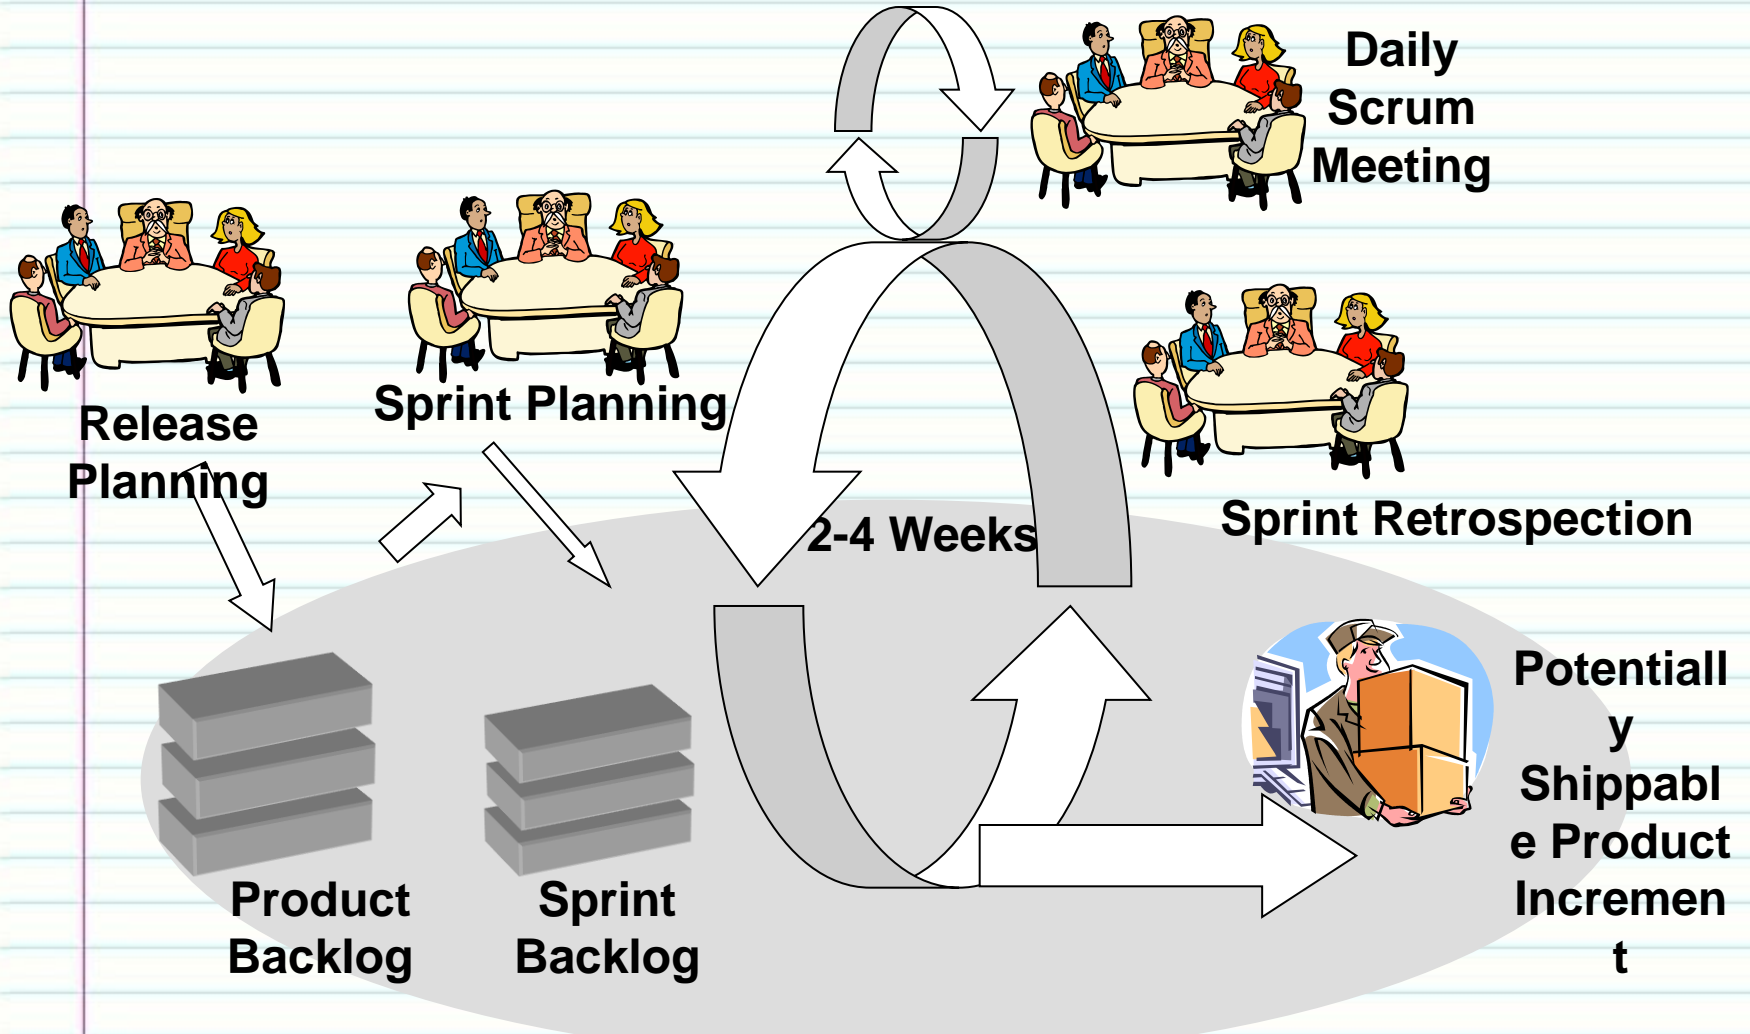 Daily
Scrum
Meeting
Release
Planning
Sprint Planning
2-4 Weeks
Sprint Retrospection
Product
Backlog
Sprint
Backlog
Potentiall
y
Shippabl
e Product
Incremen
t